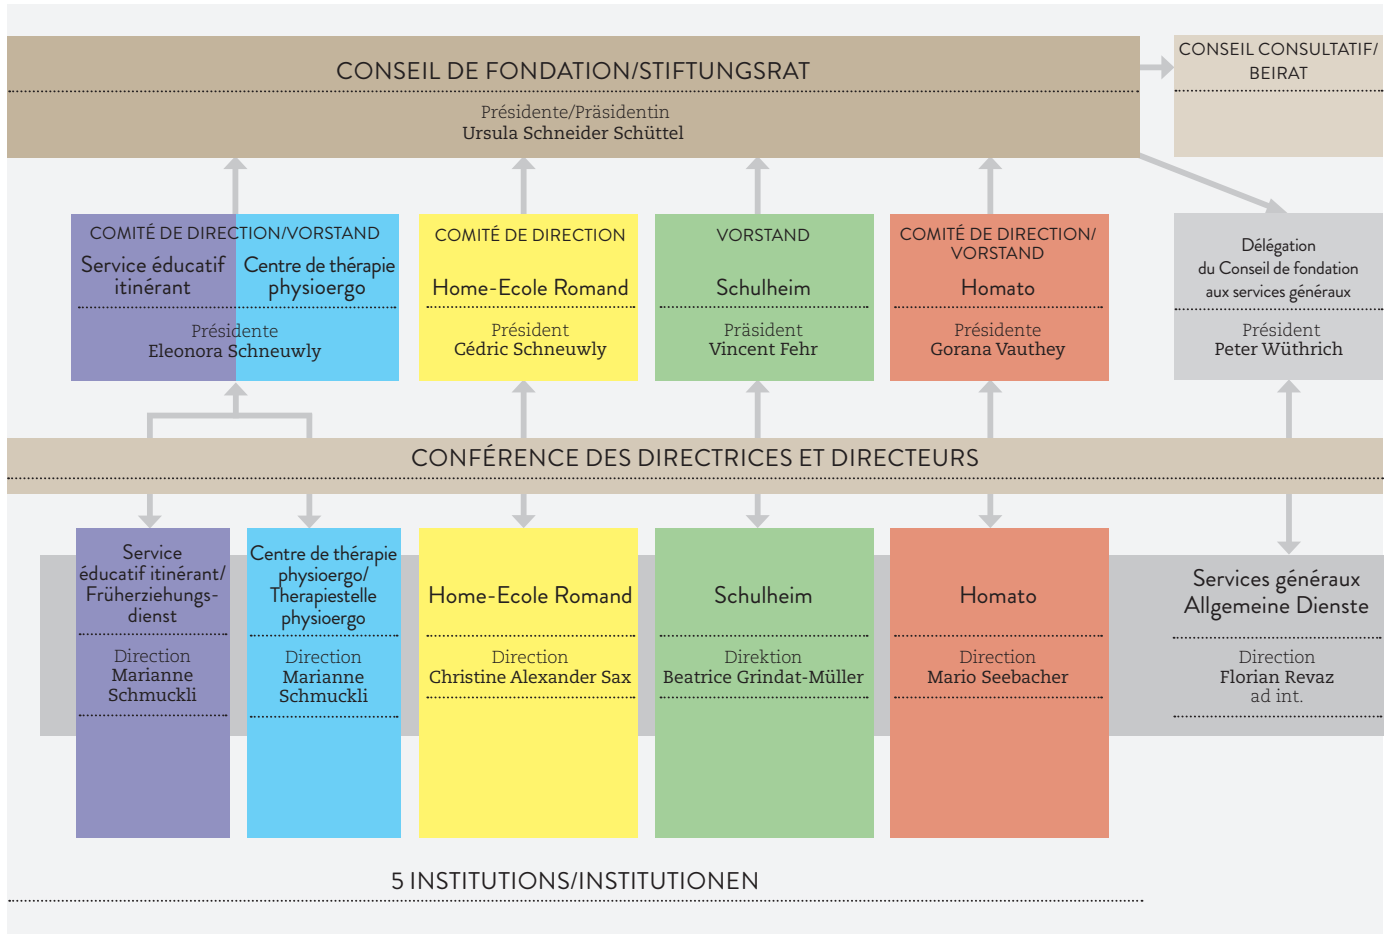 CONSEIL DE FONDATION/STIFTUNGSRAT
Présidente/Präsidentin
Ursula Schneider Schüttel
CONSEIL CONSULTATIF/
BEIRAT
COMITÉ DE DIRECTION/VORSTAND
Service éducatif
itinérant
Centre de thérapie
physioergo
Présidente
Eleonora Schneuwly
COMITÉ DE DIRECTION
Home-Ecole Romand
Président
Cédric Schneuwly
VORSTAND
Schulheim
Präsident
Vincent Fehr
COMITÉ DE DIRECTION/
VORSTAND
Homato
Présidente
Gorana Vauthey
Délégation
du Conseil de fondation
aux services généraux
Président
Peter Wüthrich
CONFÉRENCE DES DIRECTRICES ET DIRECTEURS
Service
éducatif itinérant/
Früherziehungs-
dienst
Direction
Marianne
Schmuckli
Centre de thérapie
physioergo/
Therapiestelle
physioergo
Direction
Marianne
Schmuckli
Home-Ecole Romand
Direction
Christine Alexander Sax
Schulheim
Direktion
Beatrice Grindat-Müller
Homato
Direction
Mario Seebacher
Services généraux
Allgemeine Dienste
Direction
Florian Revaz
ad int.
5 INSTITUTIONS/INSTITUTIONEN